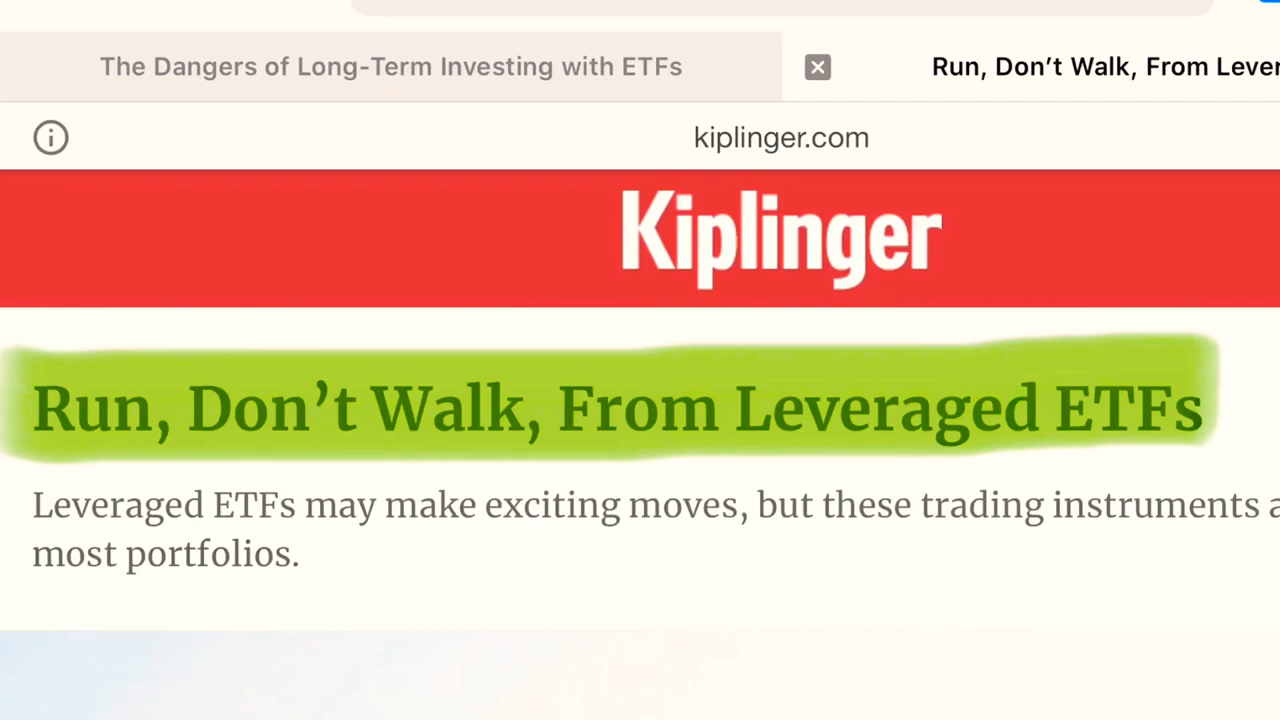 The Dangers of Long-Term Investing with ETFs
Run, Don’t Walk, From Lever
kiplinger.com
Kiplinger
Run, Don’t Walk, From Leveraged ETFs
Leveraged ETFs may make exciting moves, but these trading instruments
most portfolios.